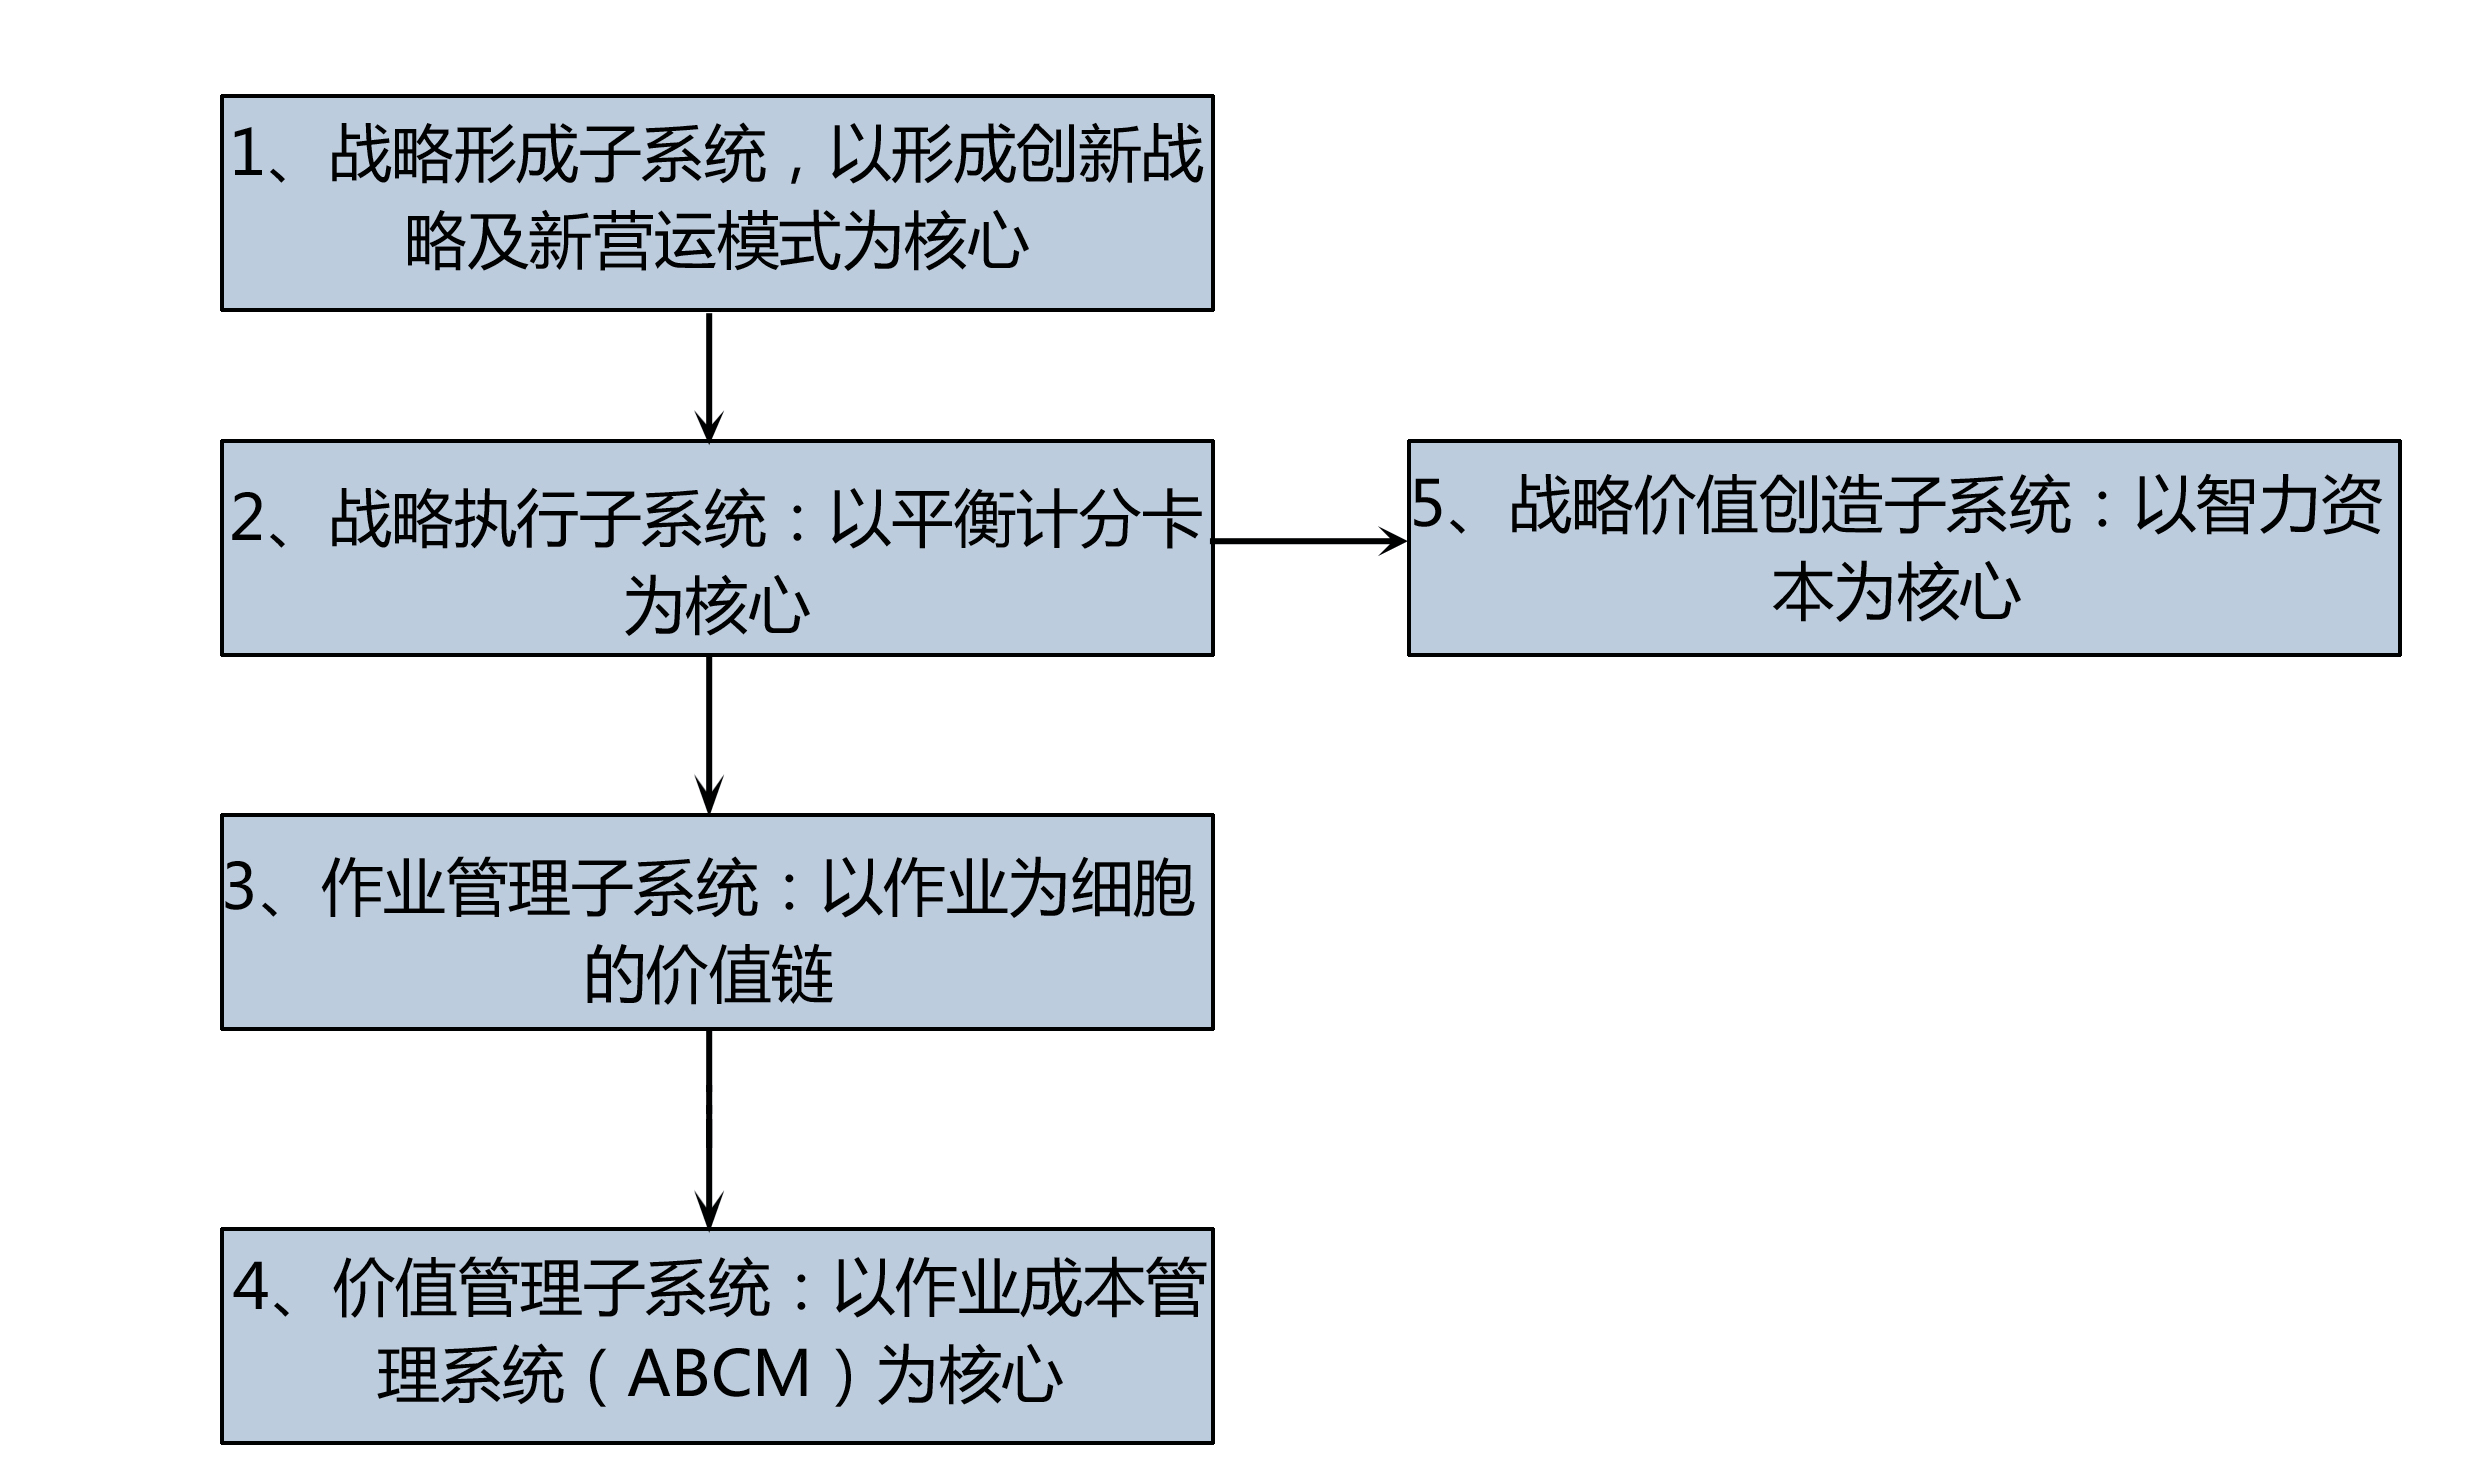 1、战略形成子系统，以形成创新战
略及新营运模式为核心
2、战略执行子系统：以平衡计分卡
为核心
5、战略价值创造子系统：以智力资
本为核心
3、作业管理子系统：以作业为细胞
的价值链
4、价值管理子系统：以作业成本管
理系统（ABCM）为核心